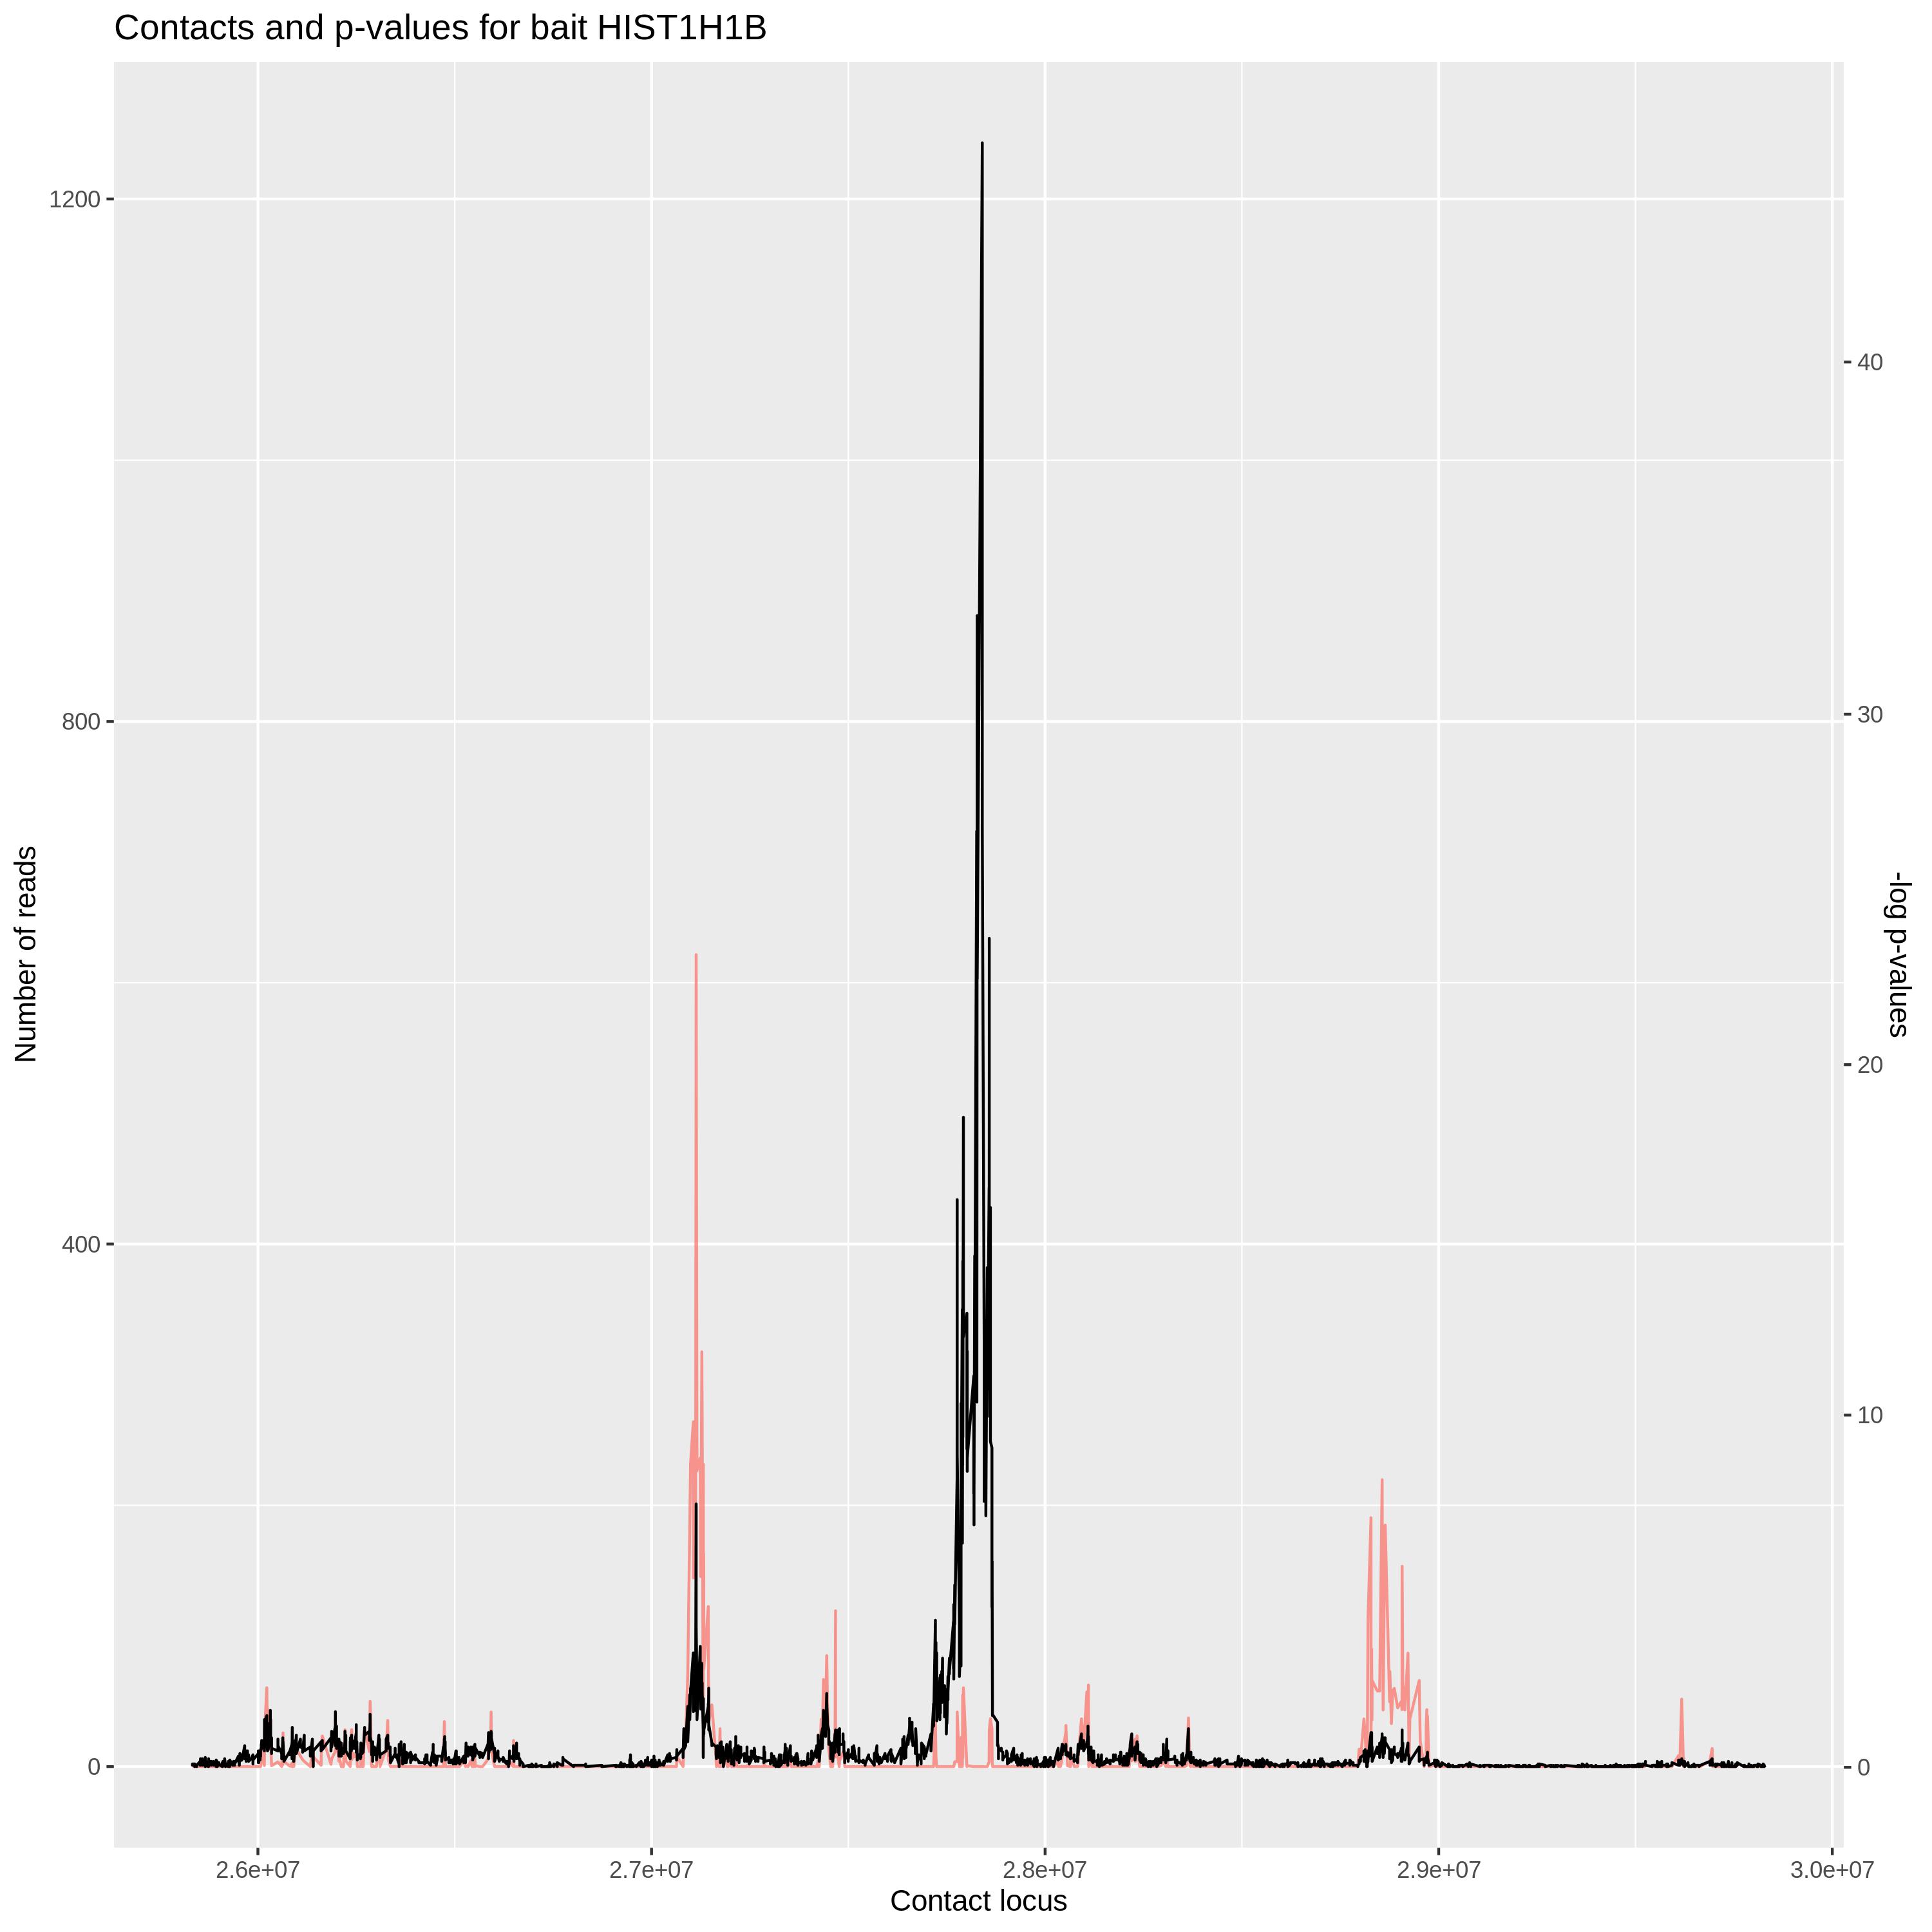 Contacts and p-values for bait HIST1H1B
1200
800
400
0
Number of reads
40
30
20
10
0
-log p-values
2.6e+07
2.7e+07
2.8e+07
2.9e+07
3.0e+07
Contact locus